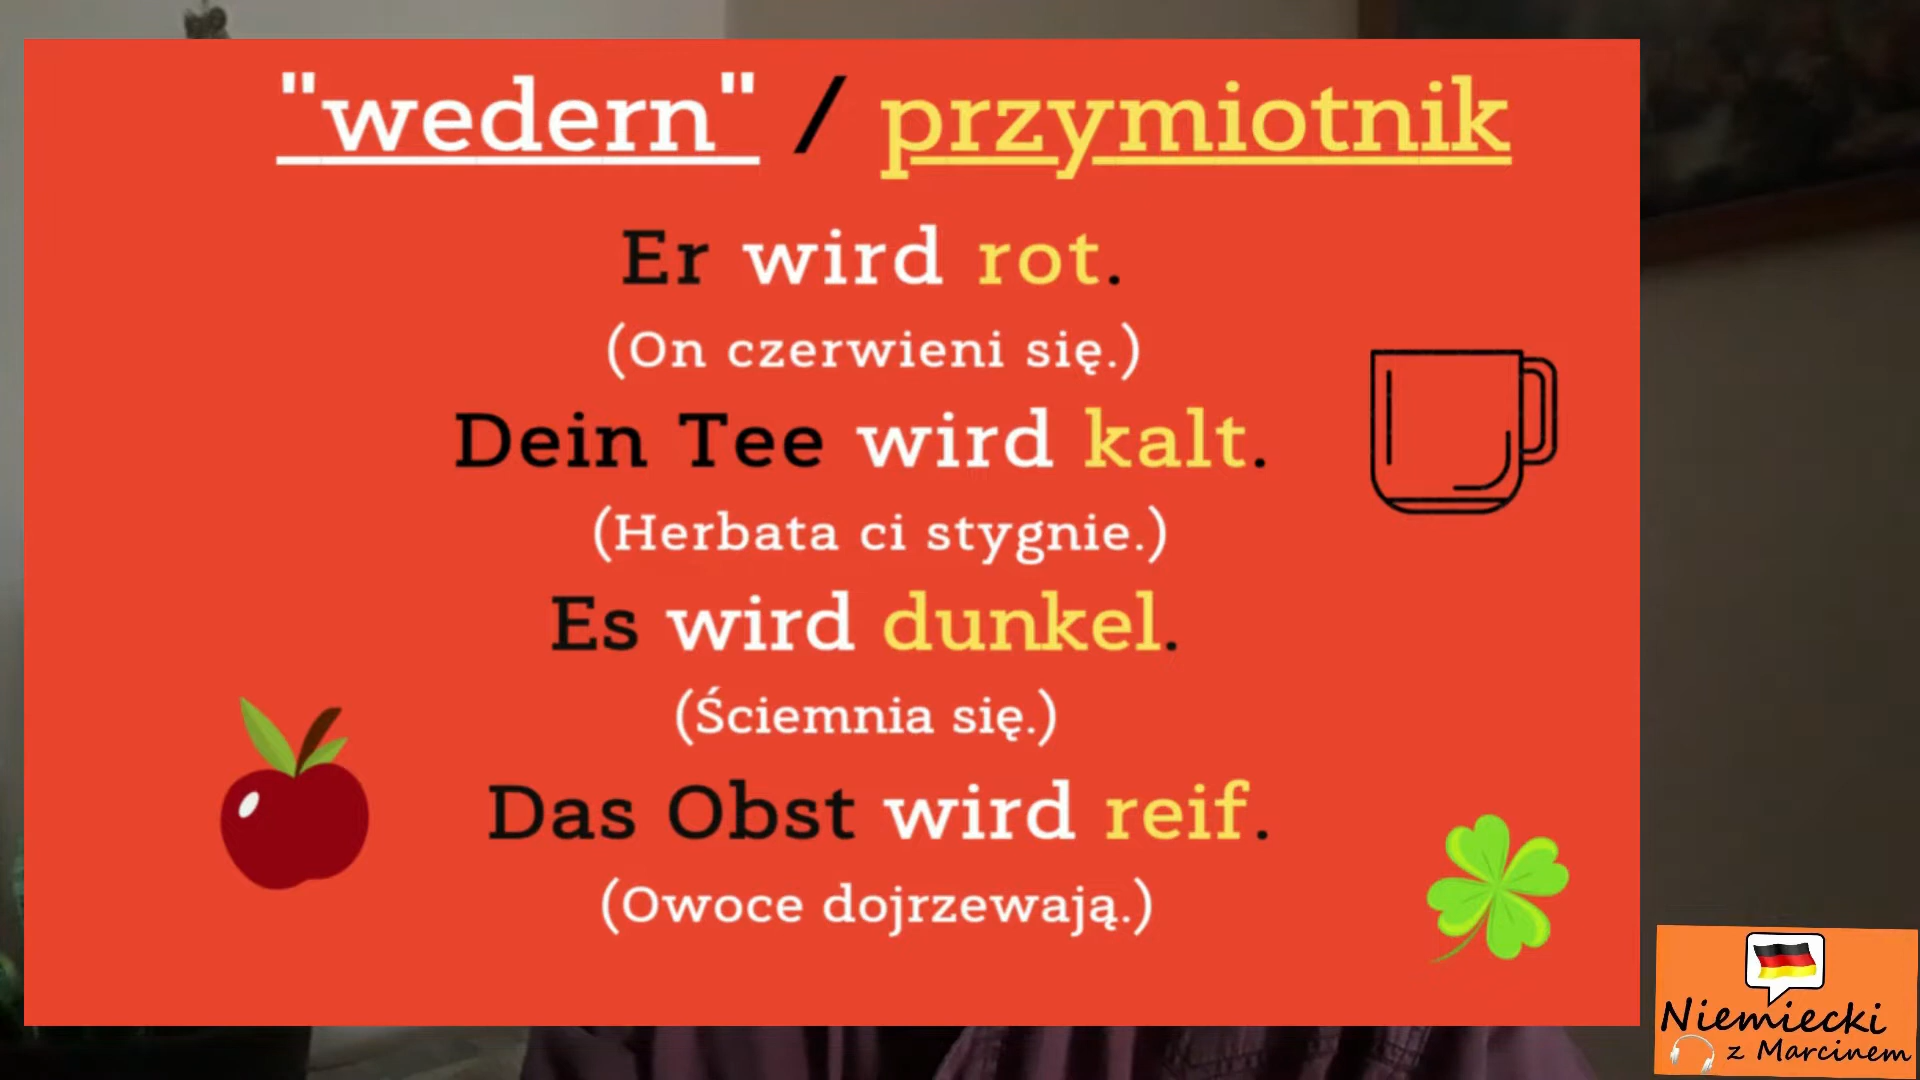 "wedern" / przymiotnik
Er wird rot.
(On czerwieni się.)
Dein Tee wird kalt.
(Herbata ci stygnie.)
Es wird dunkel.
(Ściemnia się.)
Das Obst wird reif.
(Owoce dojrzewają.)
Niemiecki
z Marcinem